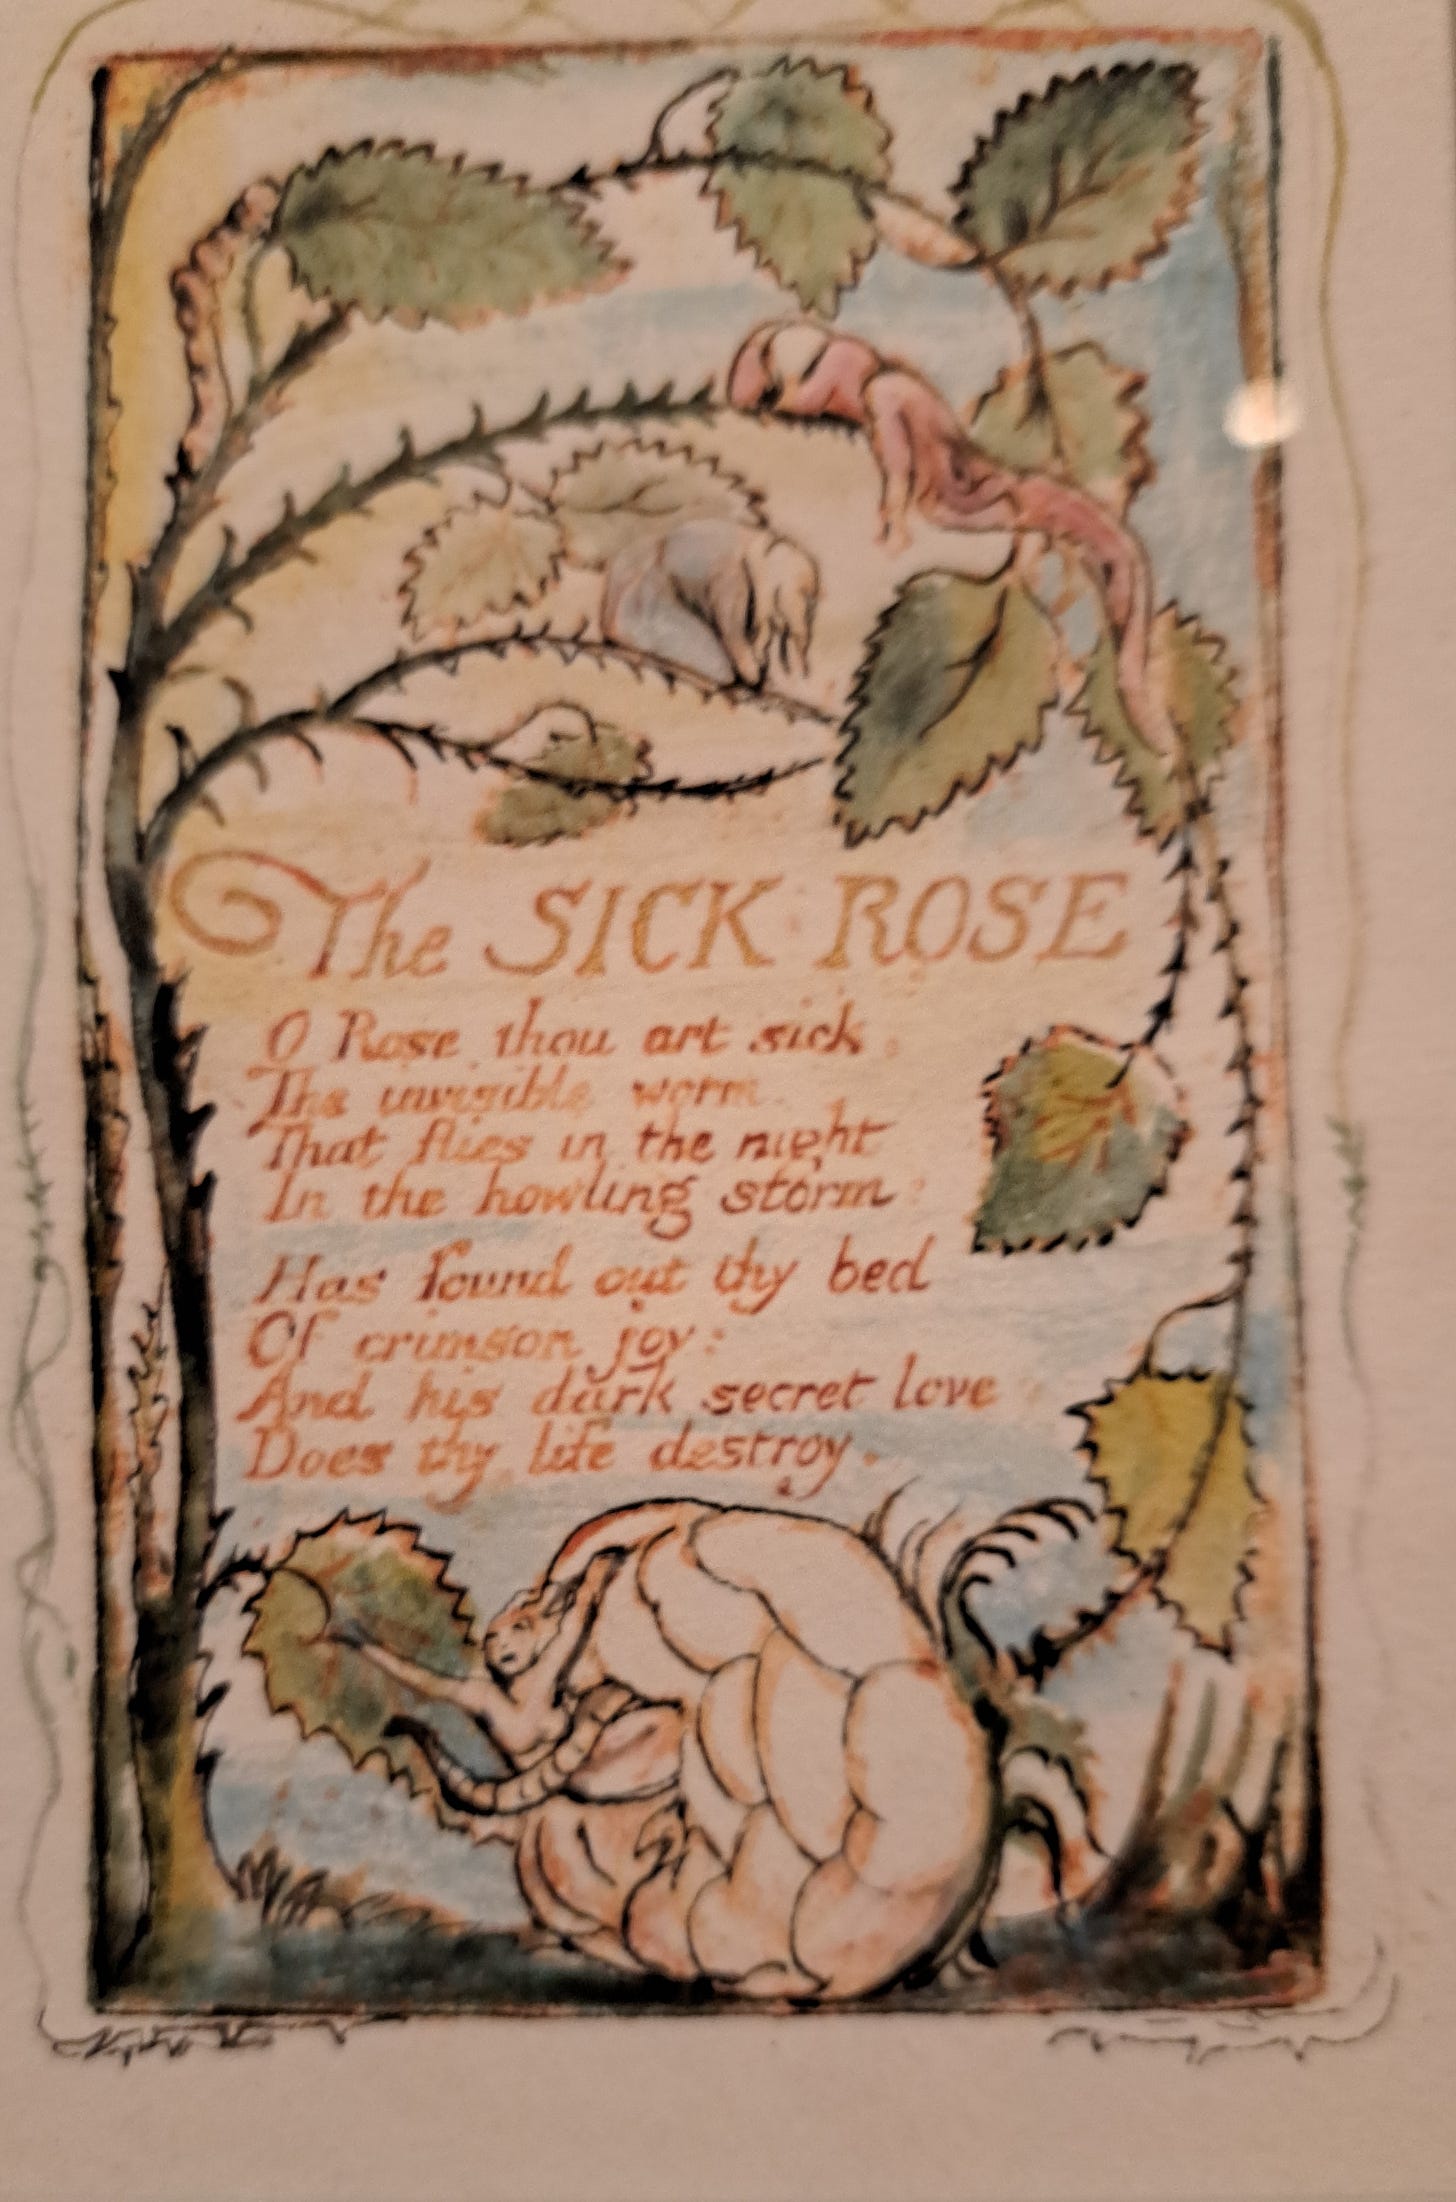 The SICK ROSE
O Rose thou art sick.
The invisible worm.
That flies in the night
In the howling storm:
Has found out thy bed
Of crimson joy:
And his dark secret love
Does thy life destroy.